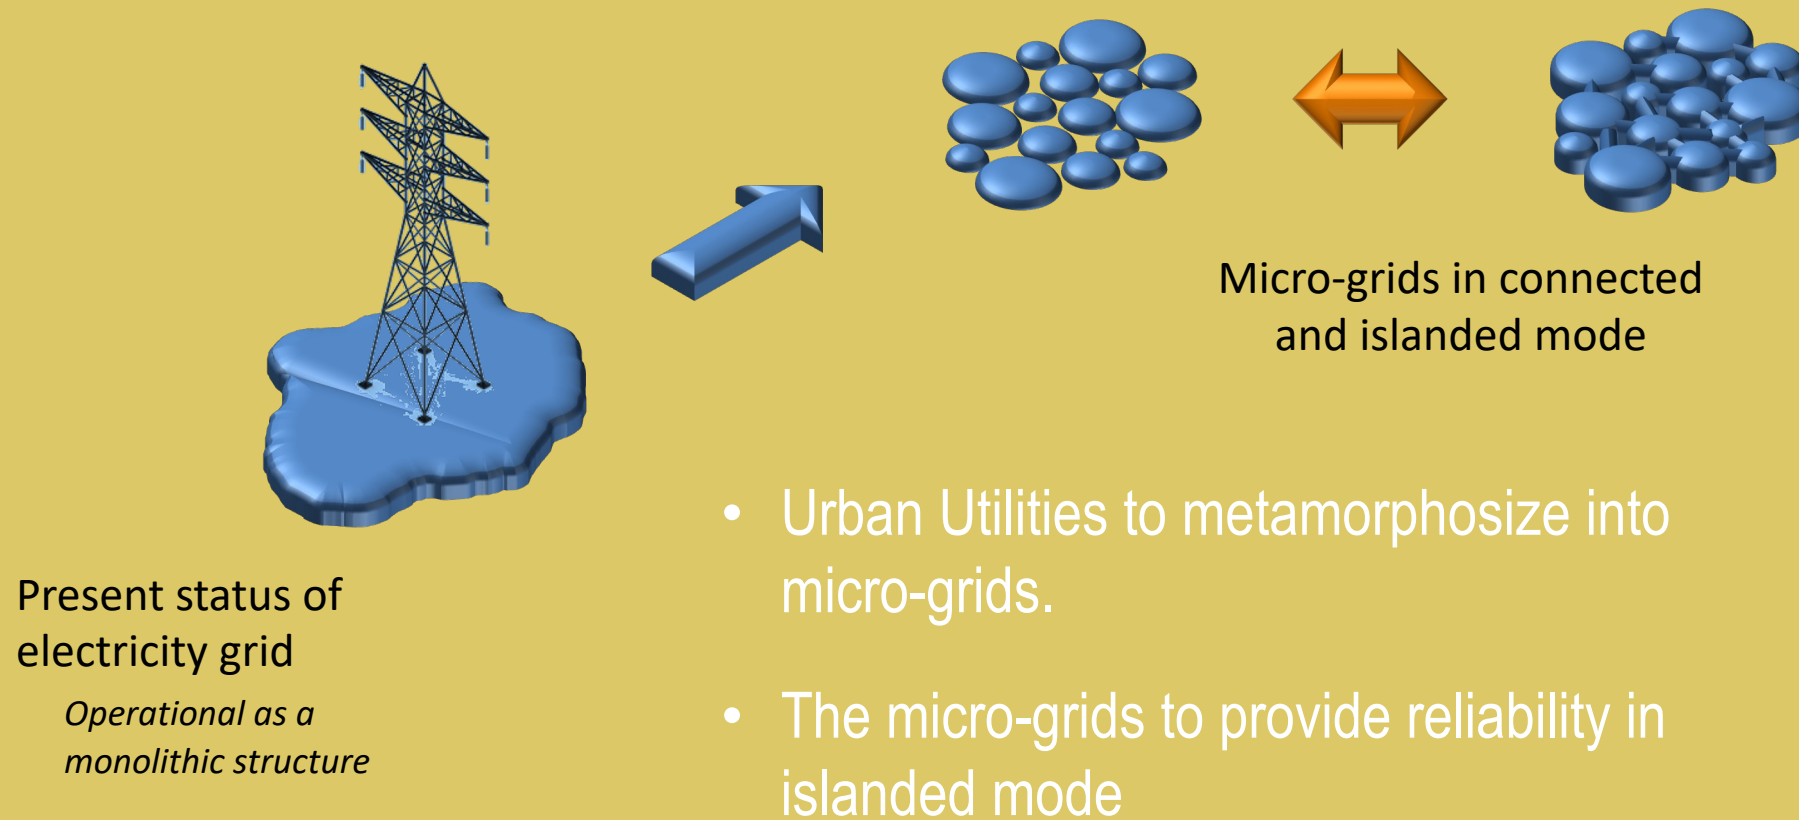 Micro-grids in connected
and islanded mode
Present status of
electricity grid
Operational as a
monolithic structure
• Urban Utilities to metamorphosize into
micro-grids.
• The micro-grids to provide reliability in
islanded mode